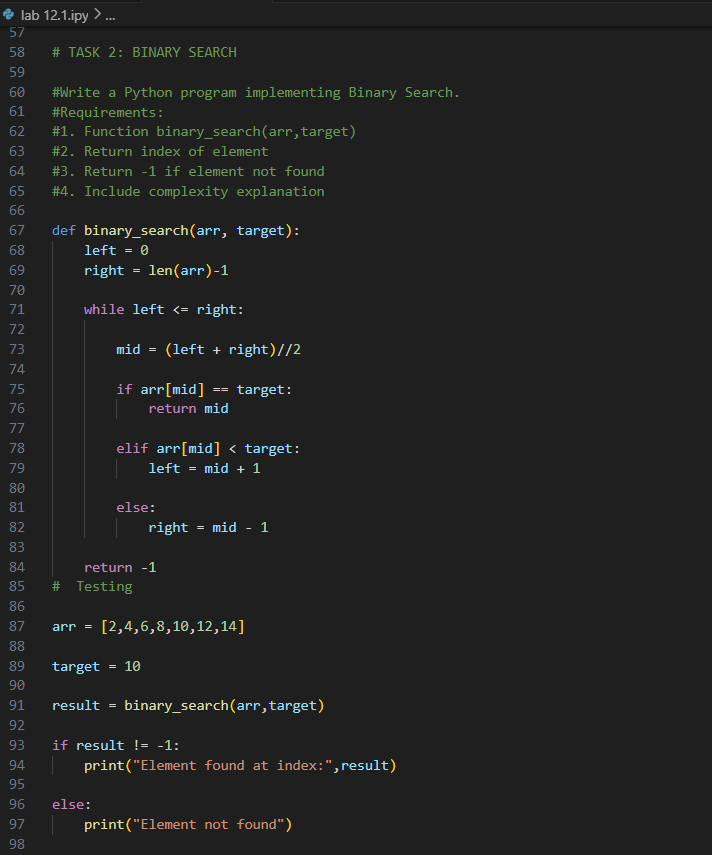 lab 12.1.ipy > ...
57
58 # TASK 2: BINARY SEARCH
59
60 #Write a Python program implementing Binary Search.
61 #Requirements:
62 #1. Function binary_search(arr,target)
63 #2. Return index of element
64 #3. Return -1 if element not found
65 #4. Include complexity explanation
66
67 def binary_search(arr, target):
68     left = 0
69     right = len(arr)-1
70
71     while left <= right:
72
73         mid = (left + right)//2
74
75         if arr[mid] == target:
76             return mid
77
78         elif arr[mid] < target:
79             left = mid + 1
80
81         else:
82             right = mid - 1
83
84     return -1
85 #  Testing
86
87 arr = [2,4,6,8,10,12,14]
88
89 target = 10
90
91 result = binary_search(arr,target)
92
93 if result != -1:
94     print("Element found at index:",result)
95
96 else:
97     print("Element not found")
98